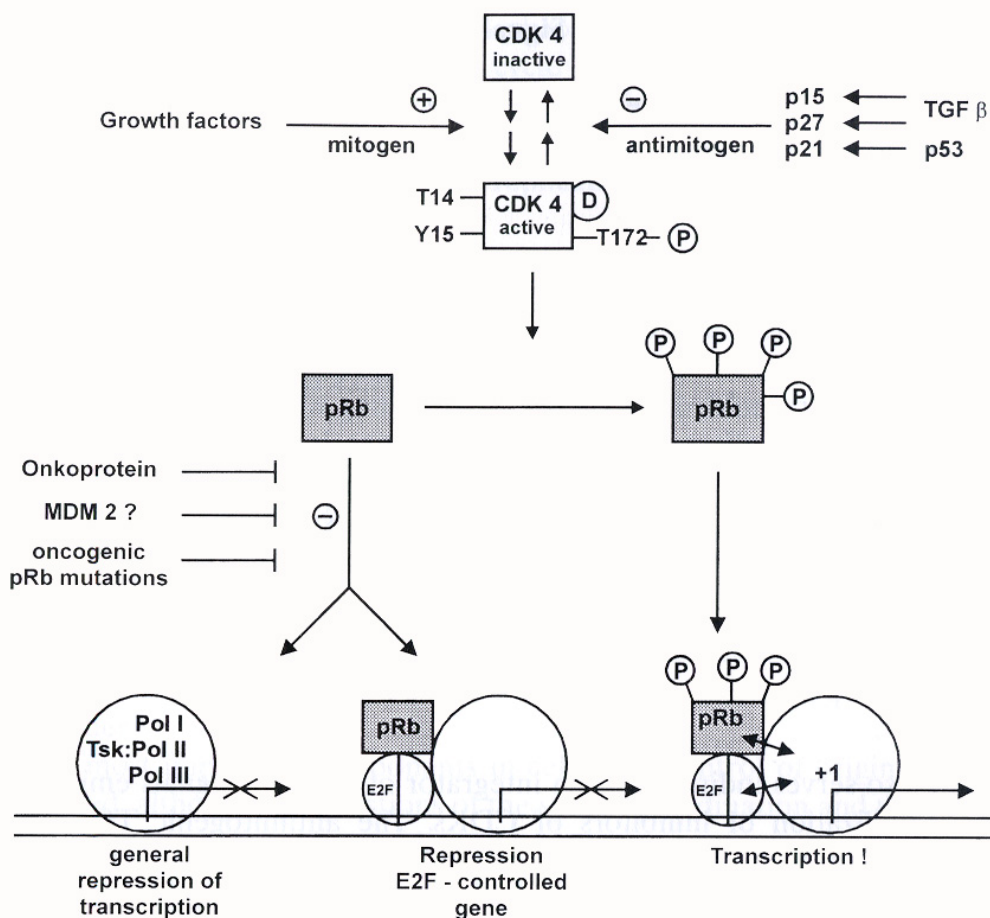 CDK 4
inactive
+
−
Growth factors
mitogen
antimitogen
p15
p27
p21
TGF β
p53
T14
Y15
CDK 4
active
D
T172
P
pRb
P
P
P
P
pRb
Onkoprotein
MDM 2 ?
oncogenic
pRb mutations
−
Pol I
Tsk:Pol II
Pol III
pRb
E2F
P
P
P
pRb
E2F
+1
general
repression of
transcription
Repression
E2F - controlled
gene
Transcription !